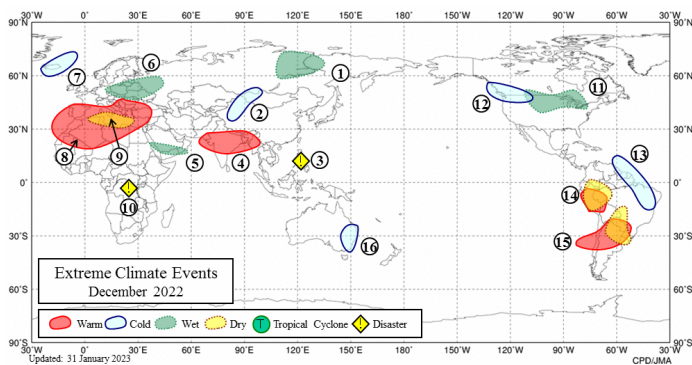 90°N
60°N
30°N
0°
30°S
60°S
90°S
90°N
60°N
30°N
0°
30°S
60°S
90°S
7
6
1
2
11
12
8
9
5
4
3
13
10
14
15
16
Extreme Climate Events
December 2022
Warm Cold Wet Dry T Tropical Cyclone ! Disaster
30°W 0° 30°E 60°E 90°E 120°E 150°E 180° 150°W 120°W 90°W 60°W 30°W
Updated: 31 January 2023
CPD/JMA